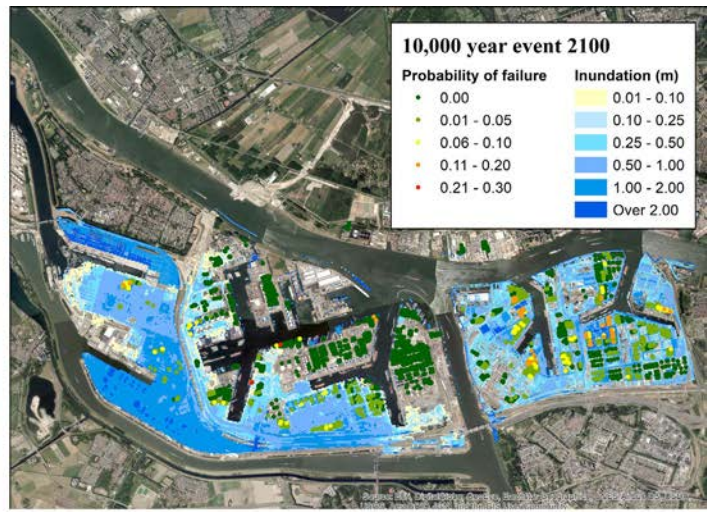 10,000 year event 2100
Probability of failure
0.00
0.01 - 0.05
0.06 - 0.10
0.11 - 0.20
0.21 - 0.30
Inundation (m)
0.01 - 0.10
0.10 - 0.25
0.25 - 0.50
0.50 - 1.00
1.00 - 2.00
Over 2.00